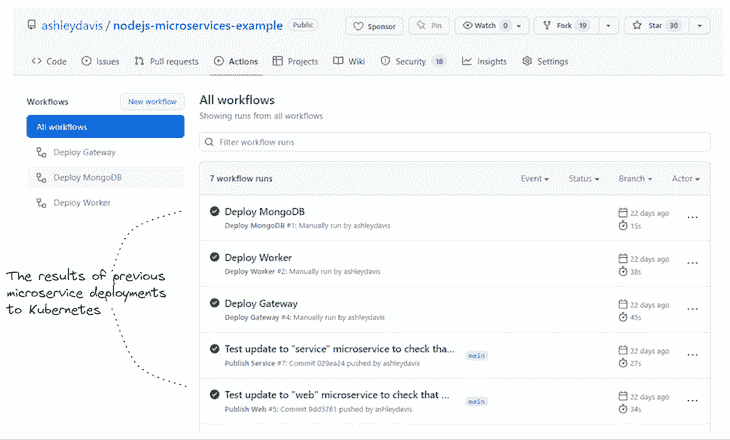 ashleydavis / nodejs-microservices-example Public
Sponsor Pin Watch 0 Fork 19 Star 30
Code Issues Pull requests Actions Projects Wiki Security 18 Insights Settings
Workflows New workflow
All workflows
Deploy Gateway
Deploy MongoDB
Deploy Worker
The results of previous
microservice deployments
to Kubernetes
All workflows
Showing runs from all workflows
Filter workflow runs
7 workflow runs Event Status Branch Actor
Deploy MongoDB 22 days ago
Deploy MongoDB #1: Manually run by ashleydavis 15s
Deploy Worker 22 days ago
Deploy Worker #2: Manually run by ashleydavis 38s
Deploy Gateway 22 days ago
Deploy Gateway #4: Manually run by ashleydavis 45s
Test update to "service" microservice to check tha... main 22 days ago
Publish Service #7: Commit 029ea24 pushed by ashleydavis 27s
Test update to "web" microservice to check that ... main 22 days ago
Publish Web #5: Commit 9dd5761 pushed by ashleydavis 34s